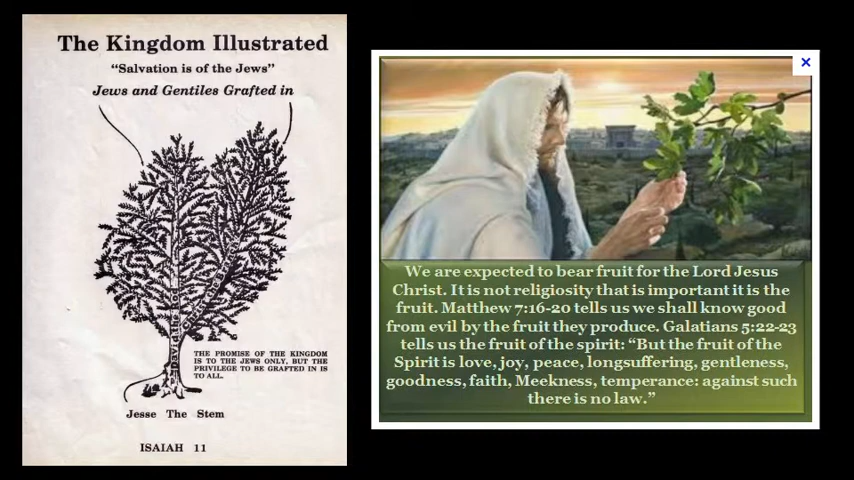 The Kingdom Illustrated
"Salvation is of the Jews"
Jews and Gentiles Grafted in
THE PROMISE OF THE KINGDOM
IS TO THE JEWS ONLY, BUT THE
PRIVILEGE TO BE GRAFTED IN IS
TO ALL.
Jesse The Stem
ISAIAH 11
We are expected to bear fruit for the Lord Jesus
Christ. It is not religiosity that is important it is the
fruit. Matthew 7:16-20 tells us we shall know good
from evil by the fruit they produce. Galatians 5:22-23
tells us the fruit of the spirit: “But the fruit of the
Spirit is love, joy, peace, longsuffering, gentleness,
goodness, faith, Meekness, temperance: against such
there is no law.”